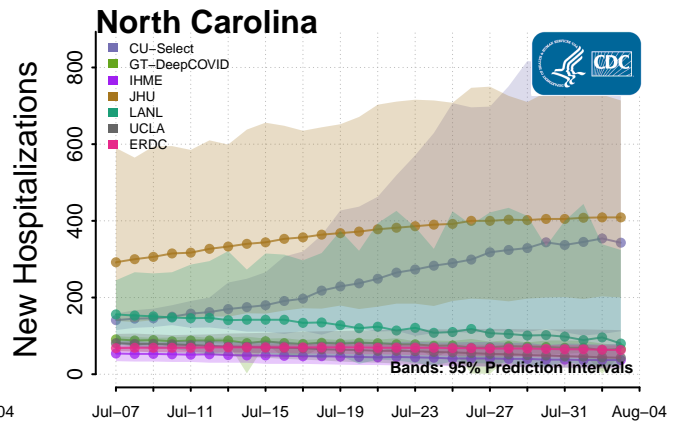 North Carolina
CU−Select
GT−DeepCOVID
IHME
JHU
LANL
UCLA
ERDC
CDC
New Hospitalizations
800
600
400
200
0
Bands: 95% Prediction Intervals
04
Jul−07
Jul−11
Jul−15
Jul−19
Jul−23
Jul−27
Jul−31
Aug−04